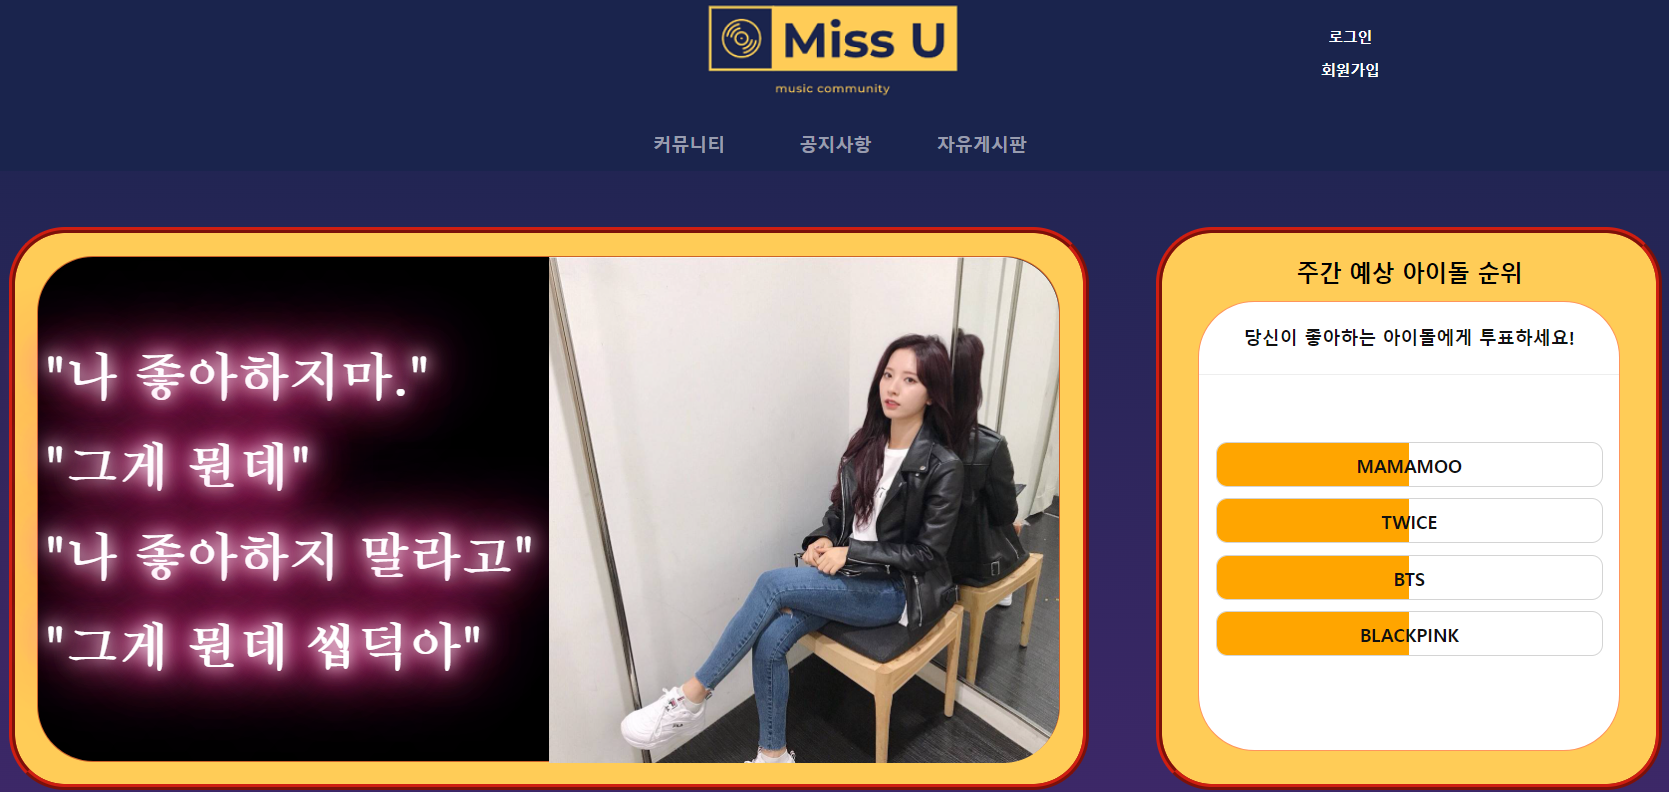 Miss U
music community
로그인
회원가입
커뮤니티 공지사항 자유게시판
"나 좋아하지마."
"그게 뭔데"
"나 좋아하지 말라고"
"그게 뭔데 씹덕아"
주간 예상 아이돌 순위
당신이 좋아하는 아이돌에게 투표하세요!
MAMAMOO
TWICE
BTS
BLACKPINK